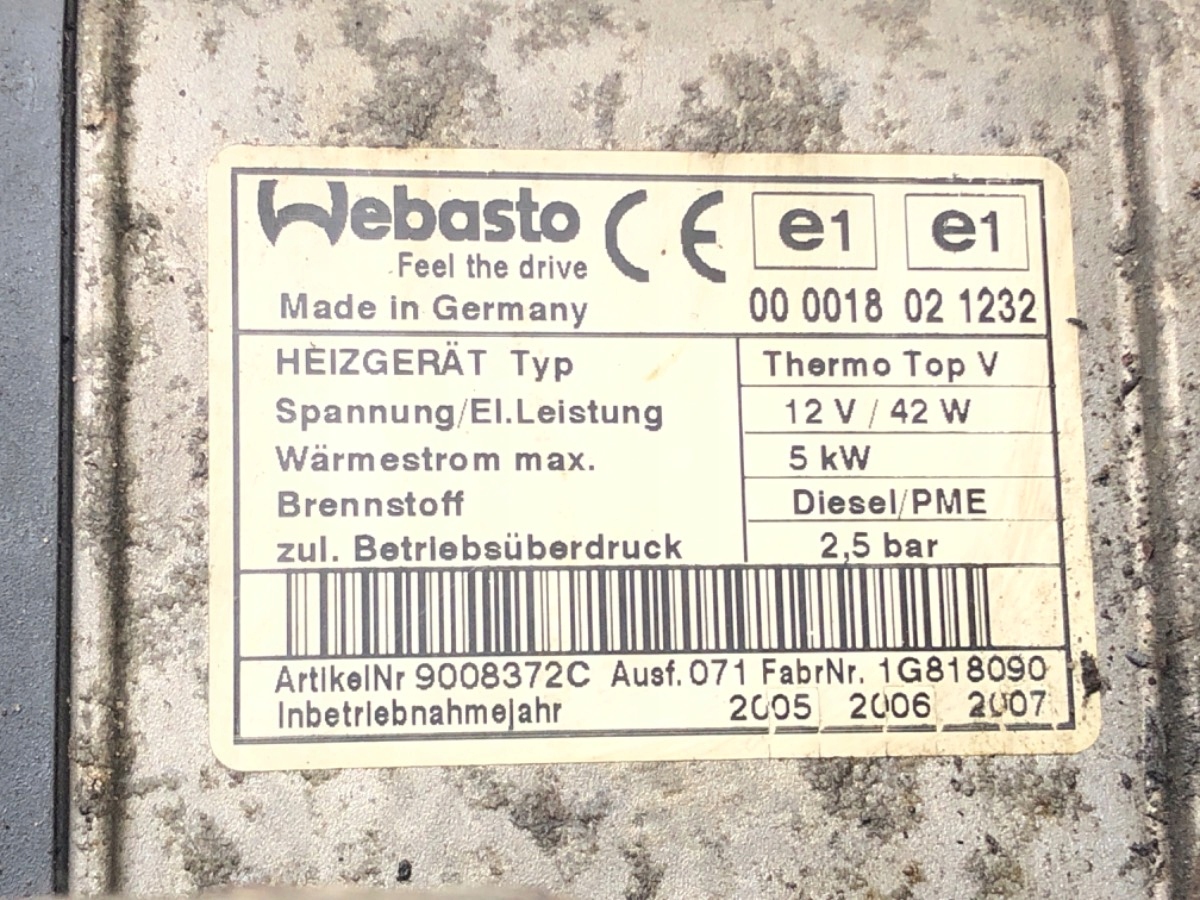 Webasto CE e1 e1
Feel the drive
Made in Germany 00 0018 02 1232
HEIZGERÄT Typ Thermo Top V
Spannung/El.Leistung 12 V / 42 W
Wärmestrom max. 5 kW
Brennstoff Diesel/PME
zul. Betriebsüberdruck 2,5 bar
ArtikelNr 9008372C Ausf. 071 FabrNr. 1G818090
Inbetriebnahmejahr 2005 2006 2007